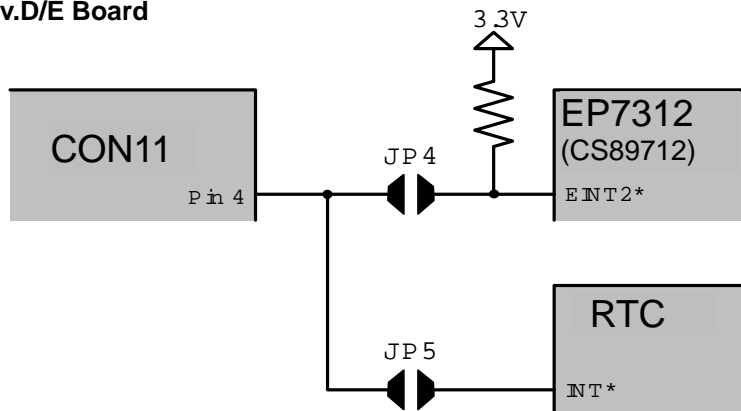 v.D/E Board
3.3V
EP7312
(CS89712)
CON11
JP4
Pin 4
EINT2*
RTC
JP5
INT*